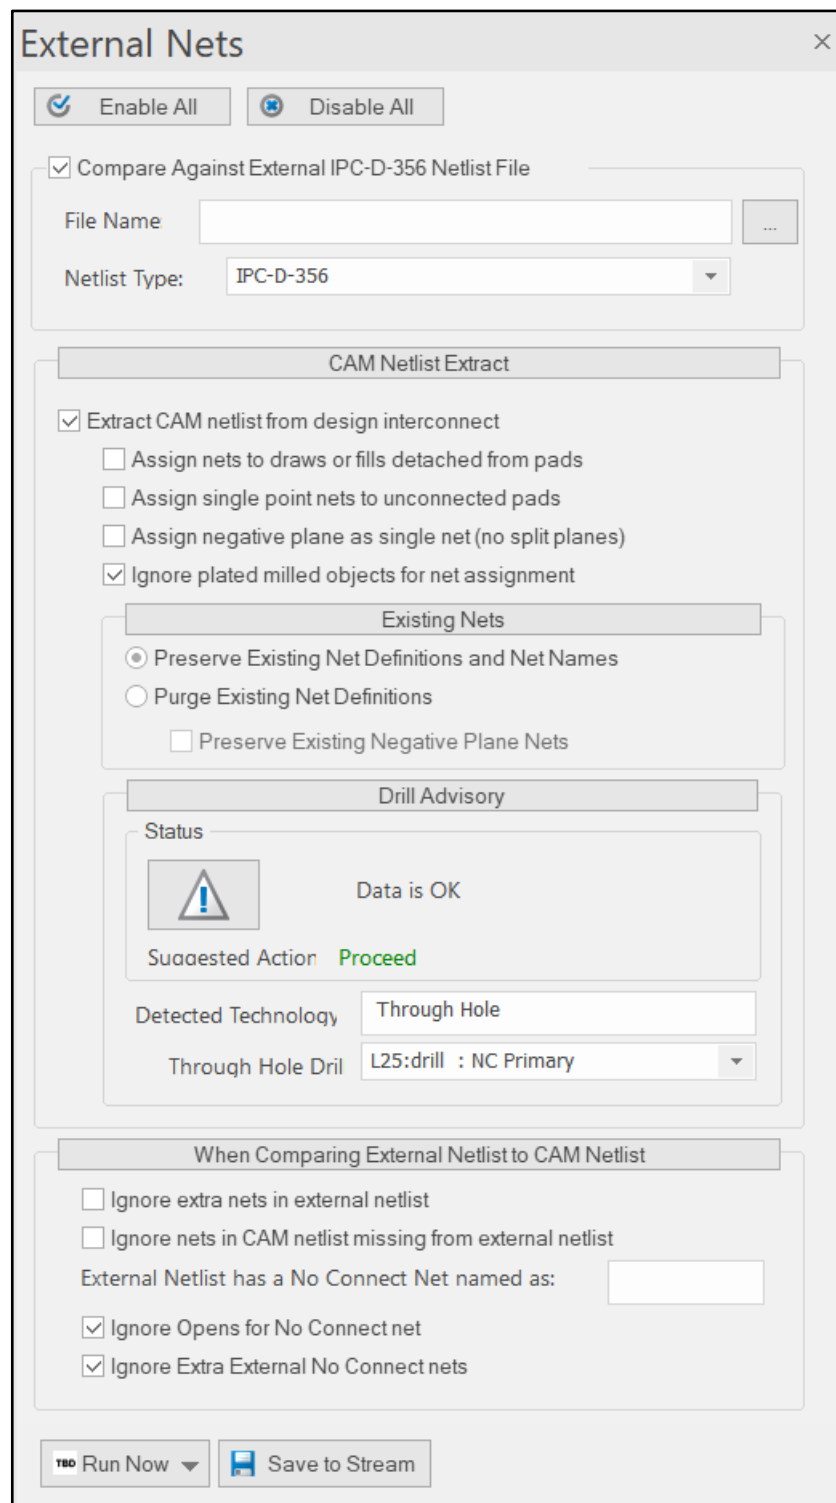 External Nets
Enable All
Disable All
Compare Against External IPC-D-356 Netlist File
File Name
...
Netlist Type:
IPC-D-356
CAM Netlist Extract
Extract CAM netlist from design interconnect
Assign nets to draws or fills detached from pads
Assign single point nets to unconnected pads
Assign negative plane as single net (no split planes)
Ignore plated milled objects for net assignment
Existing Nets
Preserve Existing Net Definitions and Net Names
Purge Existing Net Definitions
Preserve Existing Negative Plane Nets
Drill Advisory
Status
Data is OK
Suggested Action Proceed
Detected Technology Through Hole
Through Hole Dril L25:drill : NC Primary
When Comparing External Netlist to CAM Netlist
Ignore extra nets in external netlist
Ignore nets in CAM netlist missing from external netlist
External Netlist has a No Connect Net named as:
Ignore Opens for No Connect net
Ignore Extra External No Connect nets
TBD Run Now
Save to Stream